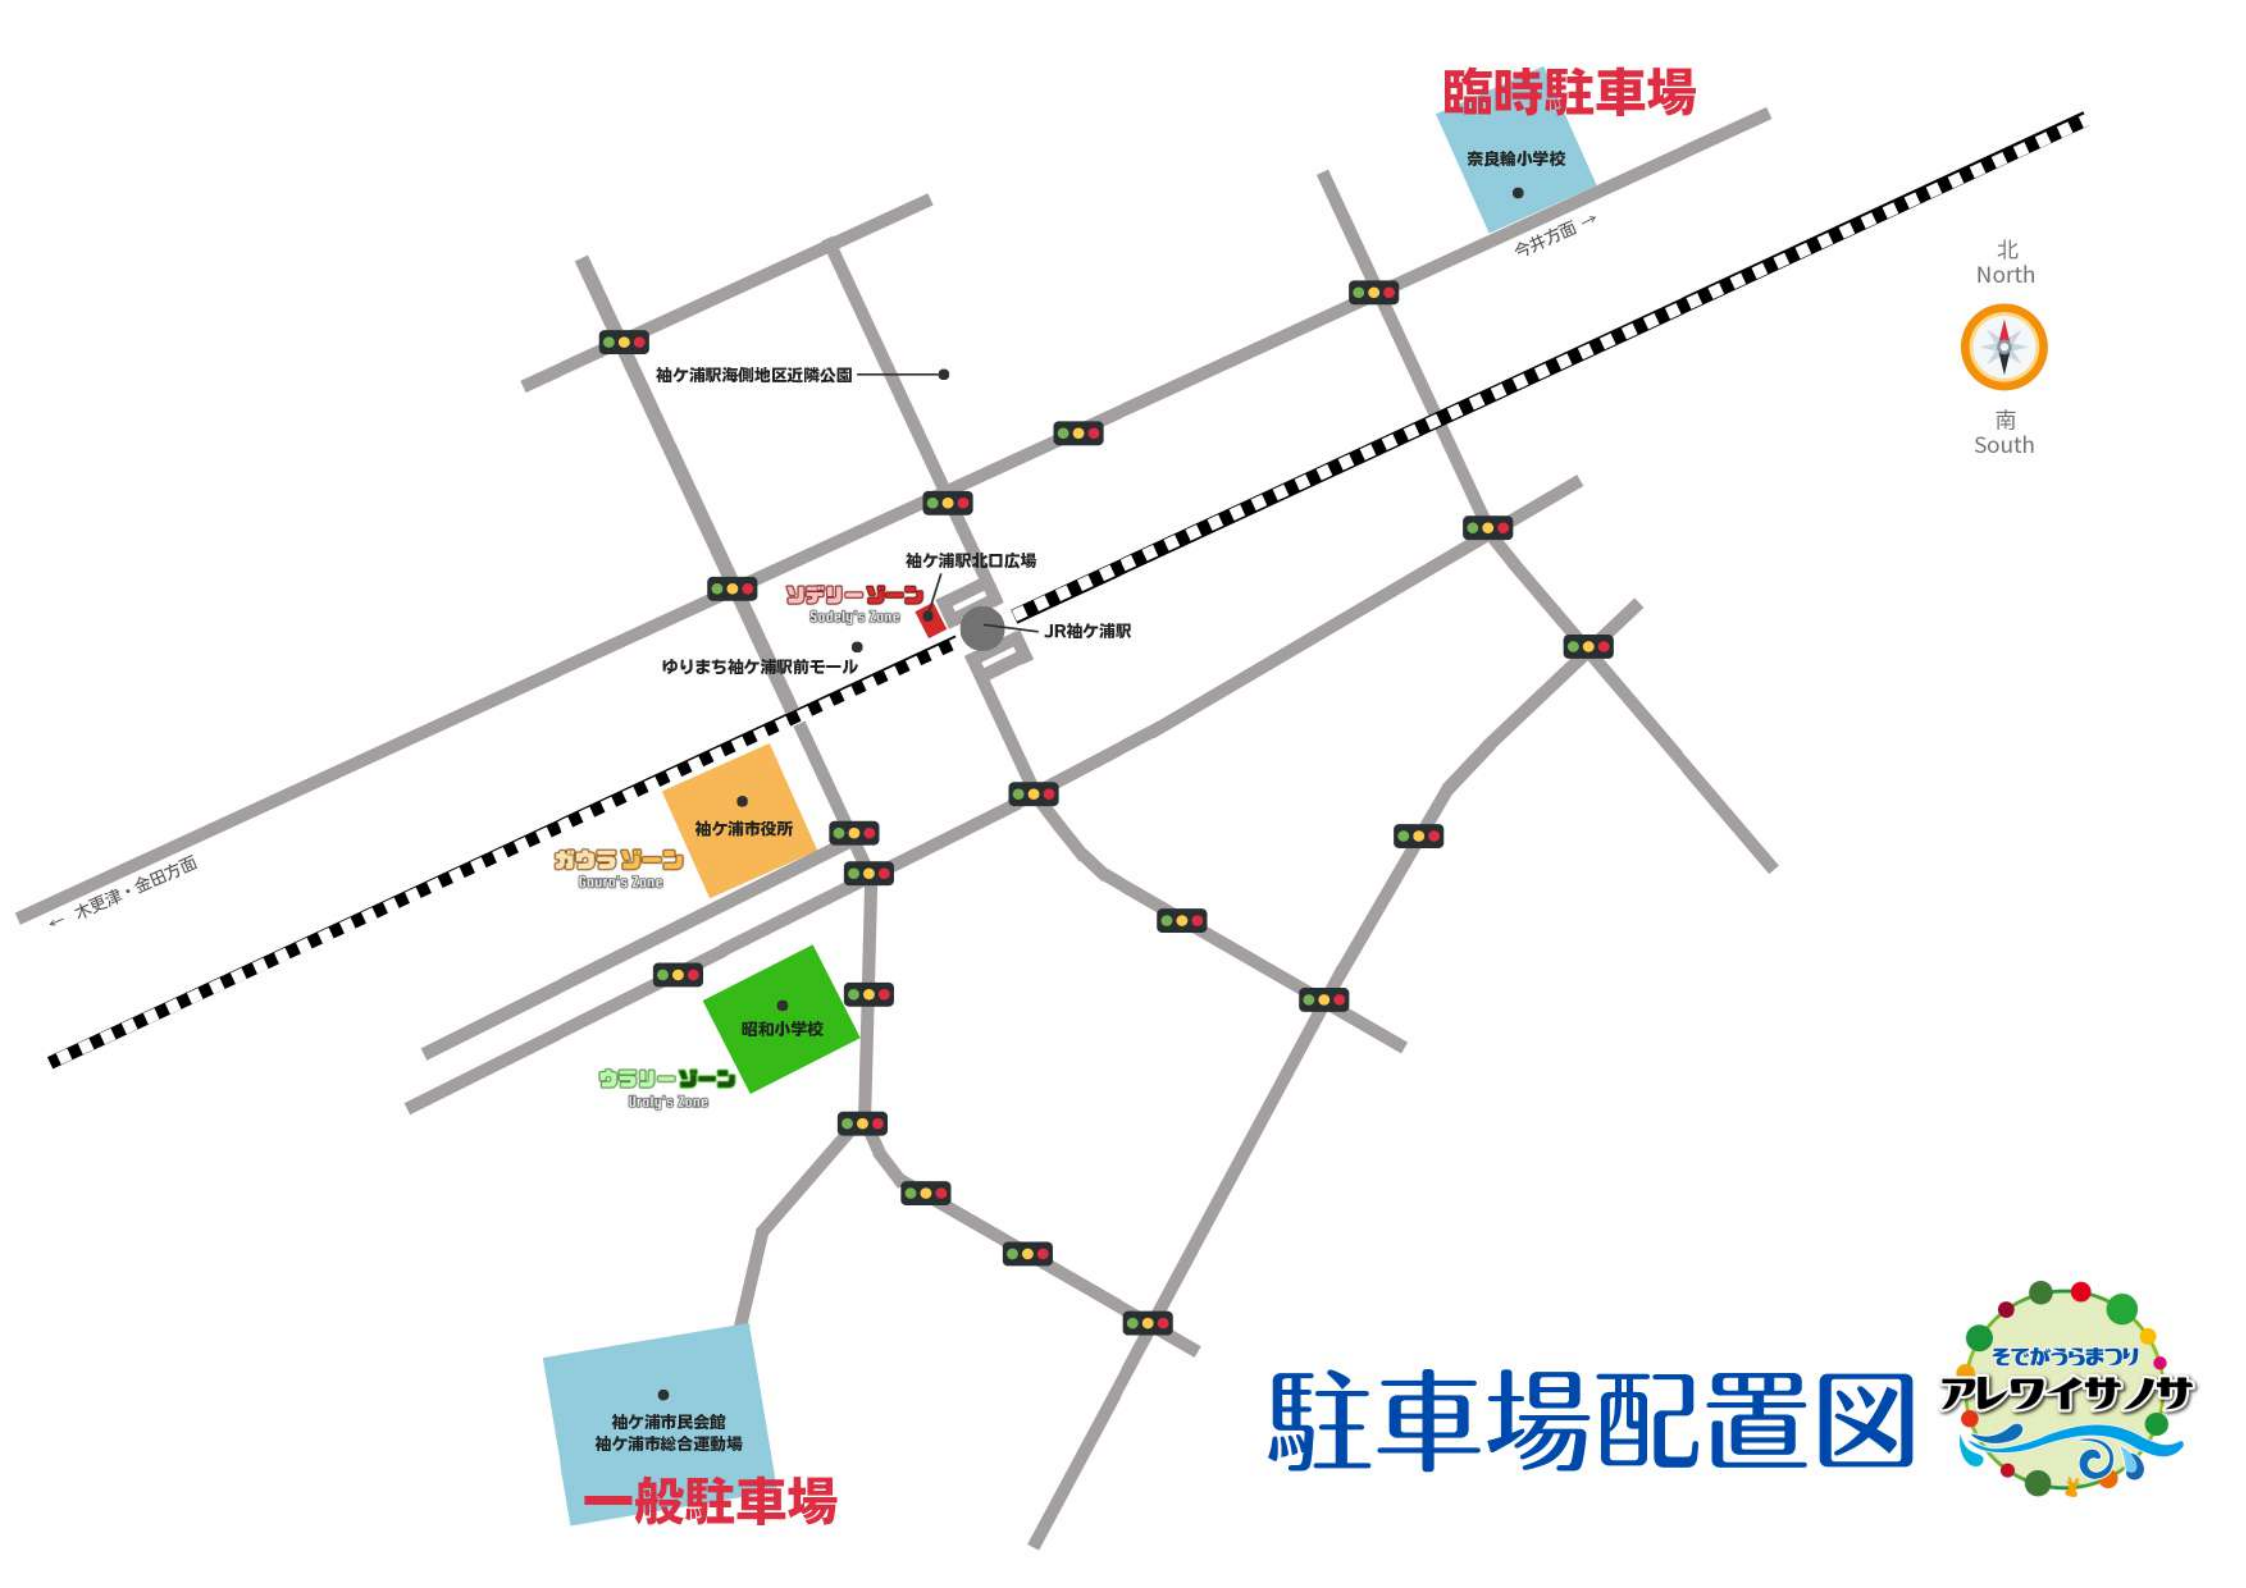 臨時駐車場
奈良輪小学校
今井方面 →
北
North
南
South
袖ケ浦駅海側地区近隣公園
袖ケ浦駅北口広場
ソデリーゾーン
Sodely's Zone
JR袖ケ浦駅
ゆりまち袖ケ浦駅前モール
袖ケ浦市役所
ガウラゾーン
Gaura's Zone
← 木更津・金田方面
昭和小学校
ウラリーゾーン
Uraly's Zone
袖ケ浦市民会館
袖ケ浦市総合運動場
一般駐車場
駐車場配置図
そでがうらまつり
アレワイサノサ